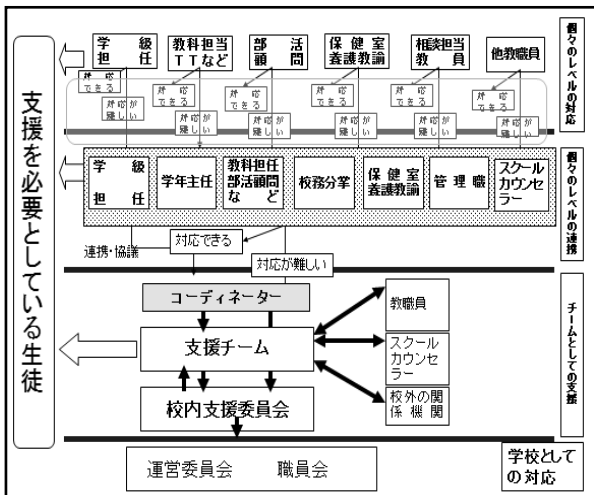 支援を必要としている生徒
学級
担任
教科担当
TTなど
部活
顧問
保健室
養護教諭
相談担当
教員
他教職員
対応
できる
対応が
難しい
対応
できる
対応が
難しい
対応
できる
対応が
難しい
対応
できる
対応が
難しい
対応
できる
対応が
難しい
対応
できる
対応が
難しい
個々のレベルの対応
学級
担任
学年主任
教科担任
部活顧問
など
校務分掌
保健室
養護教諭
管理職
スクール
カウンセ
ラー
個々のレベルの連携
連携・協議
対応できる
対応が難しい
コーディネーター
支援チーム
校内支援委員会
教職員
スクール
カウンセ
ラー
校外の関
係機関
チームとしての支援
運営委員会 職員会
学校として
の対応